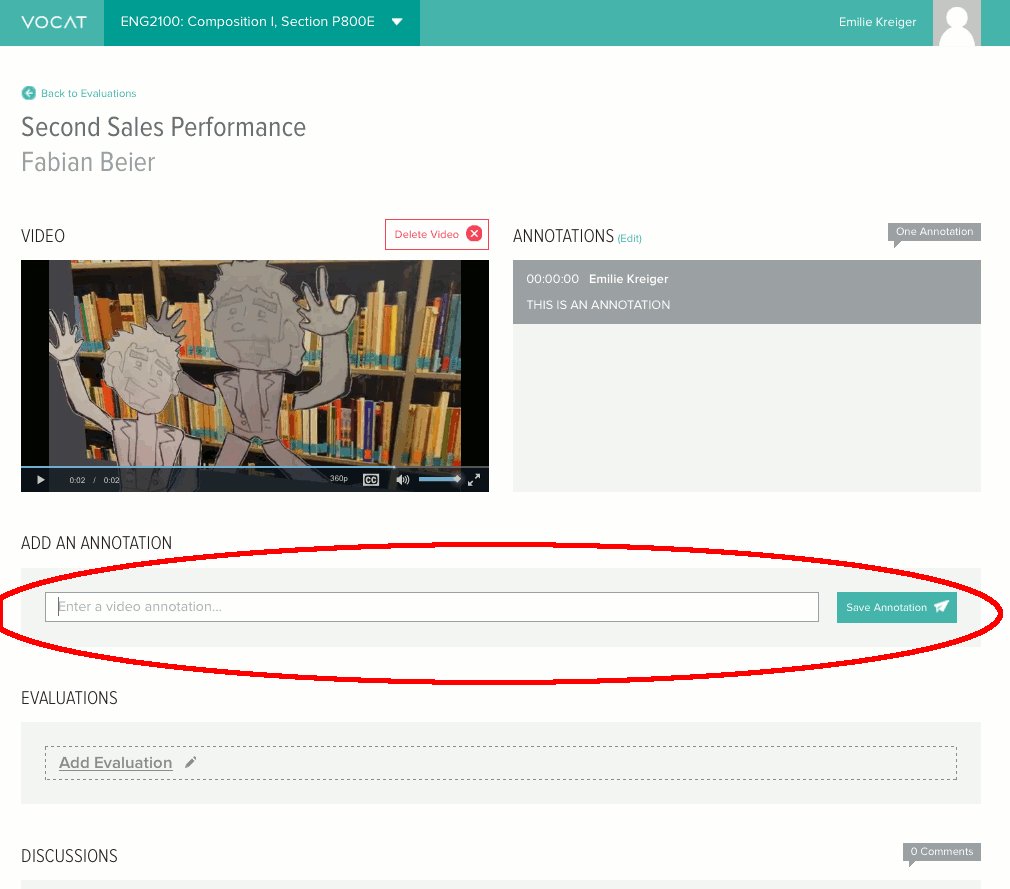 VOCAT
ENG2100: Composition I, Section P800E
Emilie Kreiger
Back to Evaluations
Second Sales Performance
Fabian Beier
VIDEO
Delete Video
ANNOTATIONS (Edit)
One Annotation
00:00:00 Emilie Kreiger
THIS IS AN ANNOTATION
0:02 / 0:02
360p
CC
ADD AN ANNOTATION
Enter a video annotation...
Save Annotation
EVALUATIONS
Add Evaluation
DISCUSSIONS
0 Comments